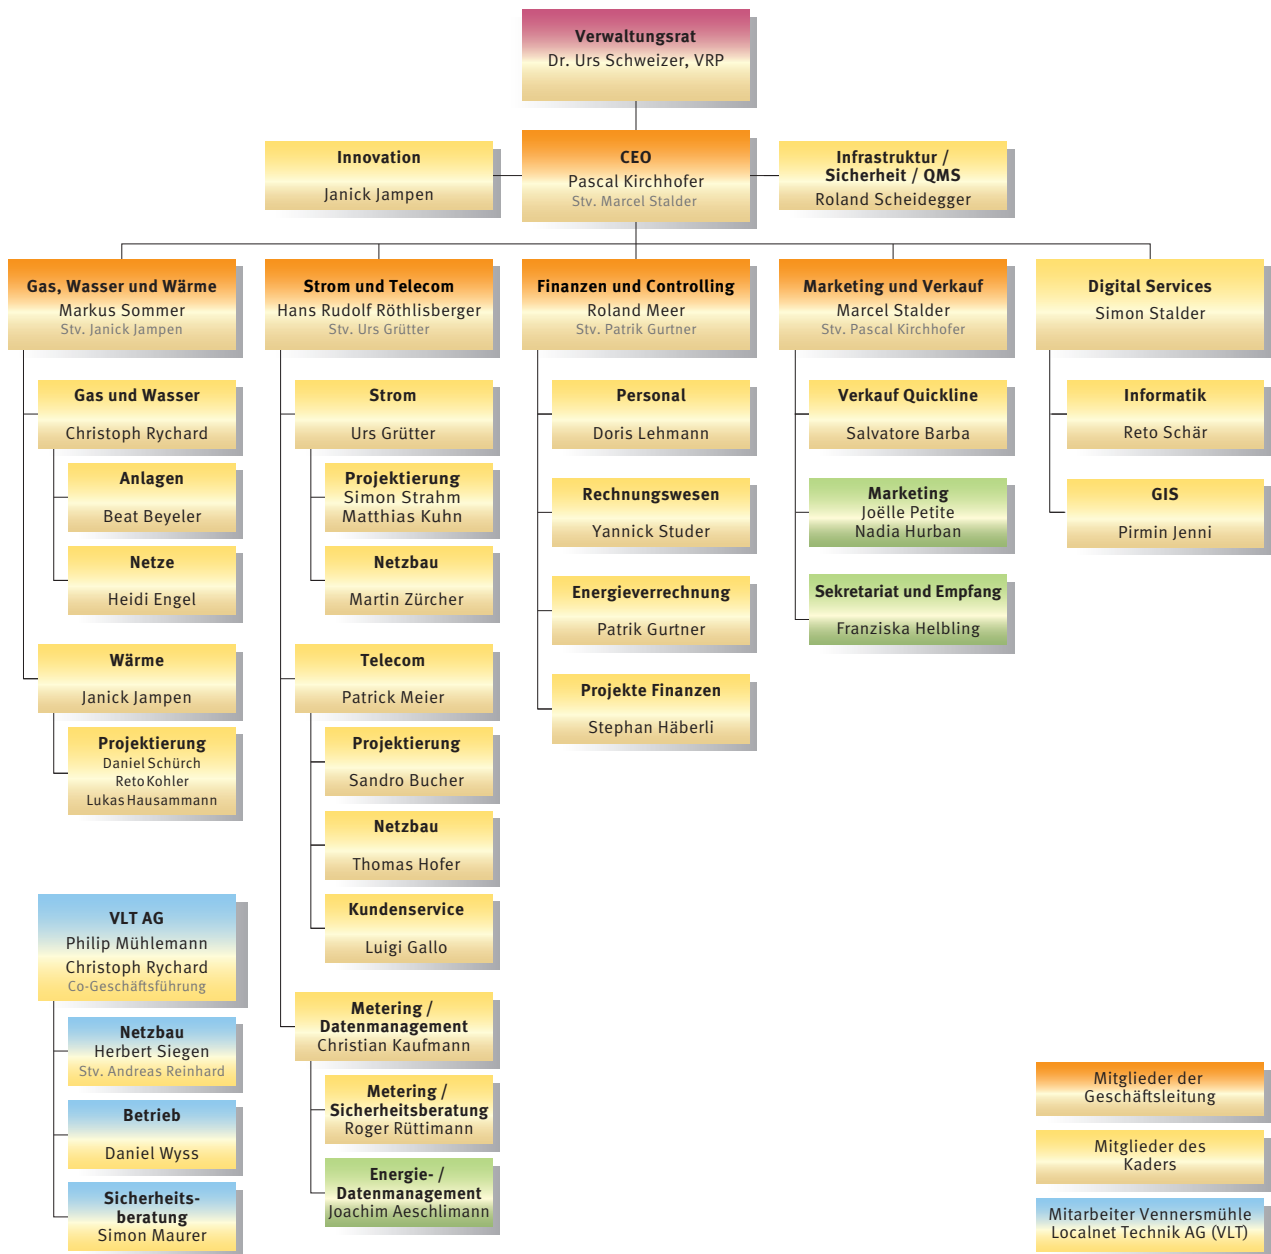 Verwaltungsrat
Dr. Urs Schweizer, VRP
Innovation
Janick Jampen
CEO
Pascal Kirchhofer
Stv. Marcel Stalder
Infrastruktur /
Sicherheit / QMS
Roland Scheidegger
Gas, Wasser und Wärme
Markus Sommer
Stv. Janick Jampen
Gas und Wasser
Christoph Rychard
Anlagen
Beat Beyeler
Netze
Heidi Engel
Wärme
Janick Jampen
Projektierung
Daniel Schürch
Reto Kohler
Lukas Hausammann
VLT AG
Philip Mühlemann
Christoph Rychard
Co-Geschäftsführung
Netzbau
Herbert Siegen
Stv. Andreas Reinhard
Betrieb
Daniel Wyss
Sicherheits-
beratung
Simon Maurer
Strom und Telecom
Hans Rudolf Röthlisberger
Stv. Urs Grütter
Strom
Urs Grütter
Projektierung
Simon Strahm
Matthias Kuhn
Netzbau
Martin Zürcher
Telecom
Patrick Meier
Projektierung
Sandro Bucher
Netzbau
Thomas Hofer
Kundenservice
Luigi Gallo
Metering /
Datenmanagement
Christian Kaufmann
Metering /
Sicherheitsberatung
Roger Rüttimann
Energie- /
Datenmanagement
Joachim Aeschlimann
Finanzen und Controlling
Roland Meer
Stv. Patrik Gurtner
Personal
Doris Lehmann
Rechnungswesen
Yannick Studer
Energieverrechnung
Patrik Gurtner
Projekte Finanzen
Stephan Häberli
Marketing und Verkauf
Marcel Stalder
Stv. Pascal Kirchhofer
Verkauf Quickline
Salvatore Barba
Marketing
Joëlle Petite
Nadia Hurban
Sekretariat und Empfang
Franziska Helbling
Digital Services
Simon Stalder
Informatik
Reto Schär
GIS
Pirmin Jenni
Mitglieder der
Geschäftsleitung
Mitglieder des
Kaders
Mitarbeiter Vennersmühle
Localnet Technik AG (VLT)